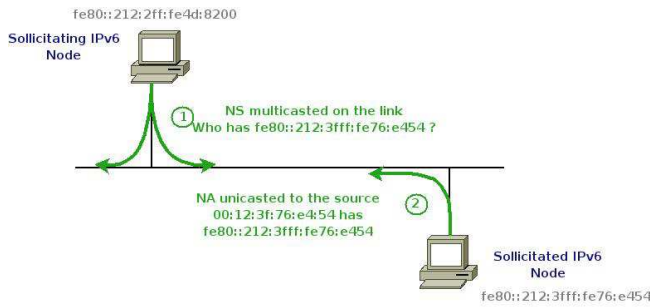 fe80::212:2ff:fe4d:8200
Sollicitating IPv6
Node
1
NS multicasted on the link
Who has fe80::212:3fff:fe76:e454 ?
NA unicasted to the source
00:12:3f:76:e4:54 has
fe80::212:3fff:fe76:e454
2
Sollicitated IPv6
Node
fe80::212:3fff:fe76:e454